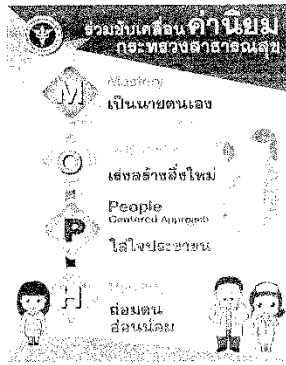 ร่วมขับเคลื่อน ค่านิยม
กระทรวงสาธารณสุข
M
Mastery
เป็นนายตนเอง
O
เร่งสร้างสิ่งใหม่
P
People
Centered Approach
ใส่ใจประชาชน
H
ถ่อมตน
อ่อนน้อม